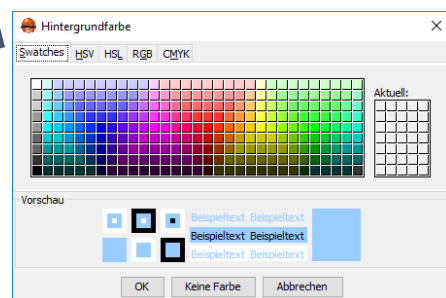 Hintergrundfarbe
Swatches HSV HSL RGB CMYK
Aktuell:
Vorschau
Beispieltext Beispieltext
Beispieltext Beispieltext
Beispieltext Beispieltext
OK Keine Farbe Abbrechen